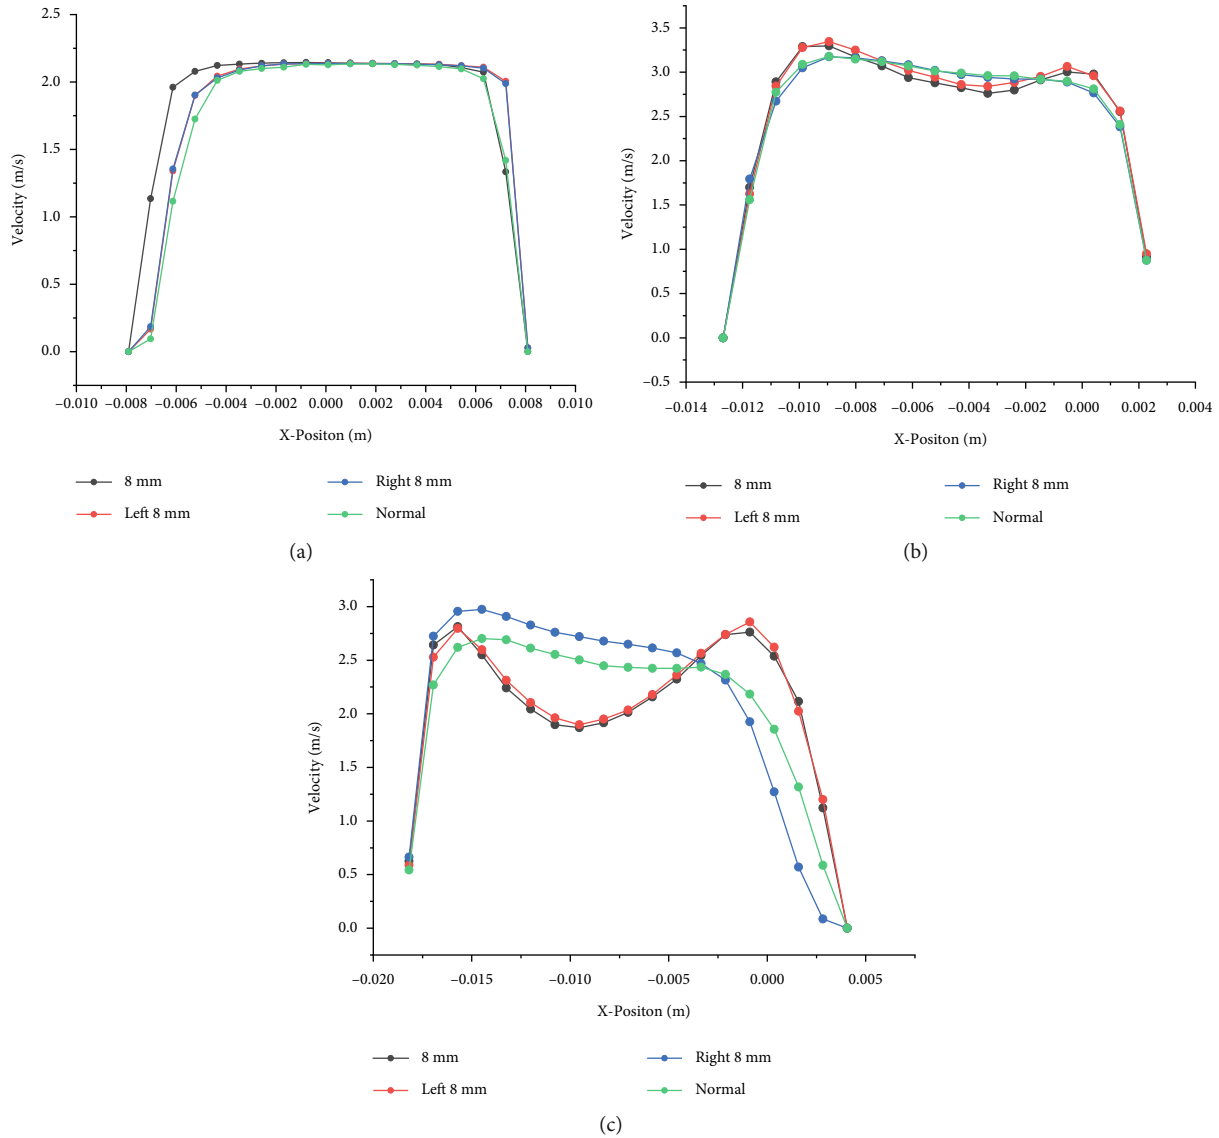 2.5
2.0
1.5
1.0
0.5
0.0
Velocity (m/s)
−0.010 −0.008 −0.006 −0.004 −0.002 0.000 0.002 0.004 0.006 0.008 0.010
X-Positon (m)
8 mm
Left 8 mm
Right 8 mm
Normal
(a)
3.5
3.0
2.5
2.0
1.5
1.0
0.5
0.0
−0.5
Velocity (m/s)
−0.014 −0.012 −0.010 −0.008 −0.006 −0.004 −0.002 0.000 0.002 0.004
X-Positon (m)
8 mm
Left 8 mm
Right 8 mm
Normal
(b)
3.0
2.5
2.0
1.5
1.0
0.5
0.0
Velocity (m/s)
−0.020 −0.015 −0.010 −0.005 0.000 0.005
X-Positon (m)
8 mm
Left 8 mm
Right 8 mm
Normal
(c)